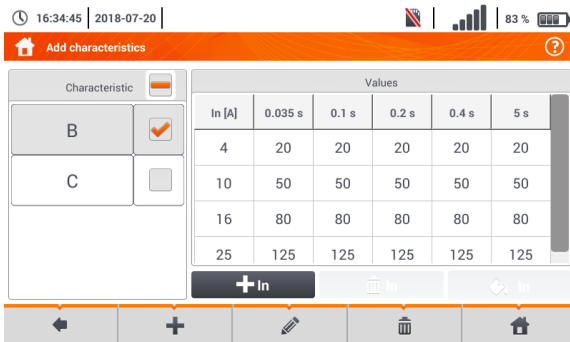 16:34:45 2018-07-20 83 %
Add characteristics ?
Characteristic Values
In [A] 0.035 s 0.1 s 0.2 s 0.4 s 5 s
B 4 20 20 20 20 20
C 10 50 50 50 50 50
16 80 80 80 80 80
25 125 125 125 125 125
+ In In In